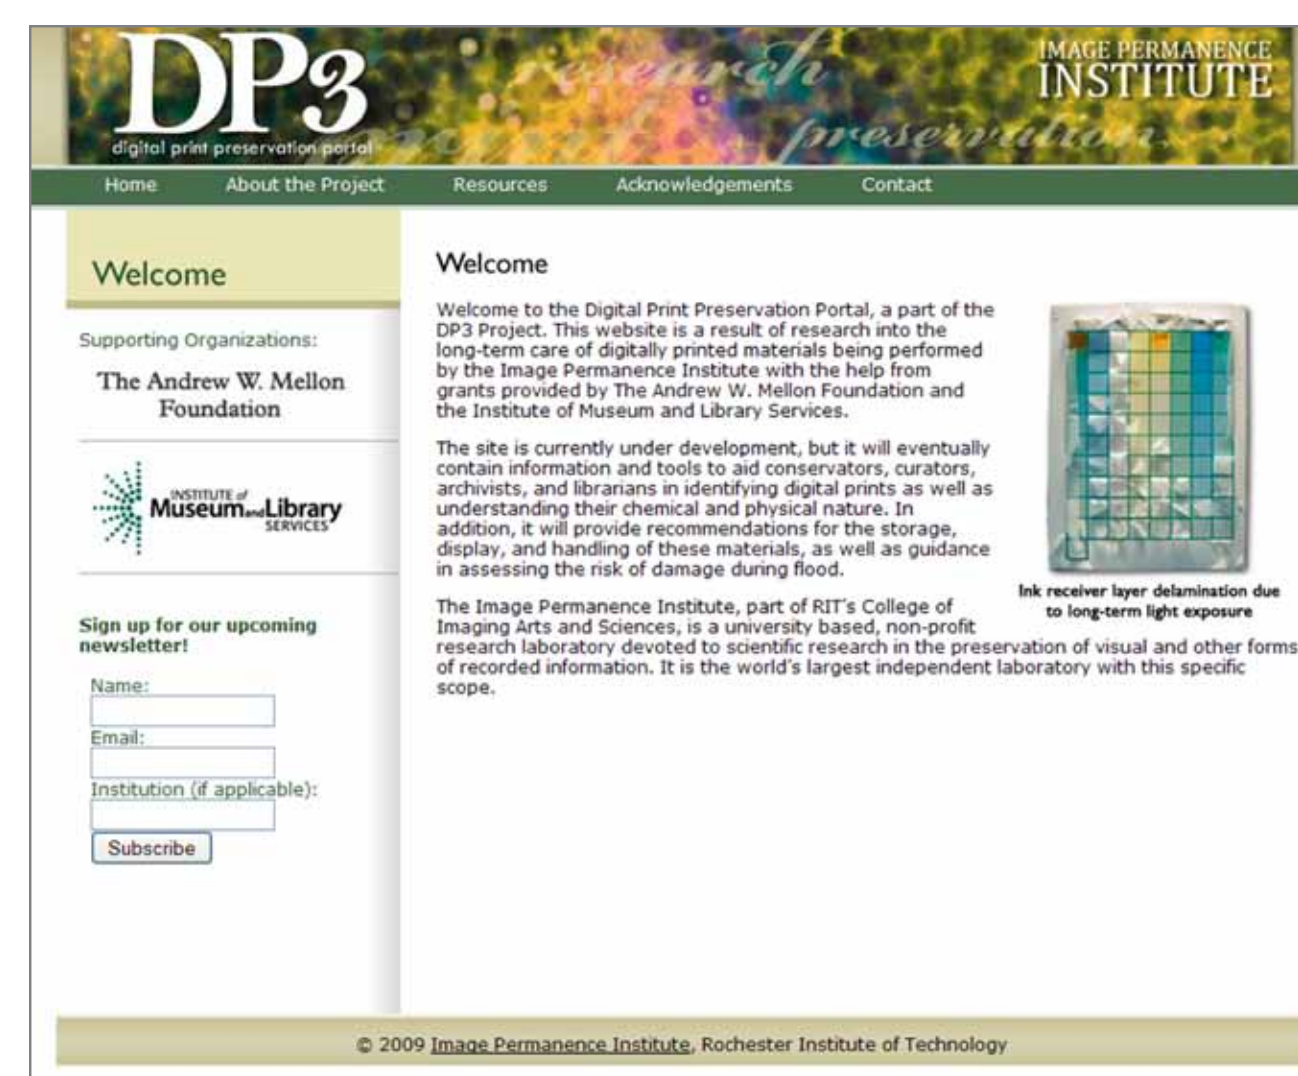 DP3
digital print preservation portal
research
preservation
IMAGE PERMANENCE
INSTITUTE
Home About the Project Resources Acknowledgements Contact
Welcome
Supporting Organizations:
The Andrew W. Mellon
Foundation
INSTITUTE of
Museum and Library
SERVICES
Sign up for our upcoming
newsletter!
Name:
Email:
Institution (if applicable):
Subscribe
Welcome
Welcome to the Digital Print Preservation Portal, a part of the
DP3 Project. This website is a result of research into the
long-term care of digitally printed materials being performed
by the Image Permanence Institute with the help from
grants provided by The Andrew W. Mellon Foundation and
the Institute of Museum and Library Services.
The site is currently under development, but it will eventually
contain information and tools to aid conservators, curators,
archivists, and librarians in identifying digital prints as well as
understanding their chemical and physical nature. In
addition, it will provide recommendations for the storage,
display, and handling of these materials, as well as guidance
in assessing the risk of damage during flood.
Ink receiver layer delamination due
to long-term light exposure
The Image Permanence Institute, part of RIT's College of
Imaging Arts and Sciences, is a university based, non-profit
research laboratory devoted to scientific research in the preservation of visual and other forms
of recorded information. It is the world's largest independent laboratory with this specific
scope.
© 2009 Image Permanence Institute, Rochester Institute of Technology